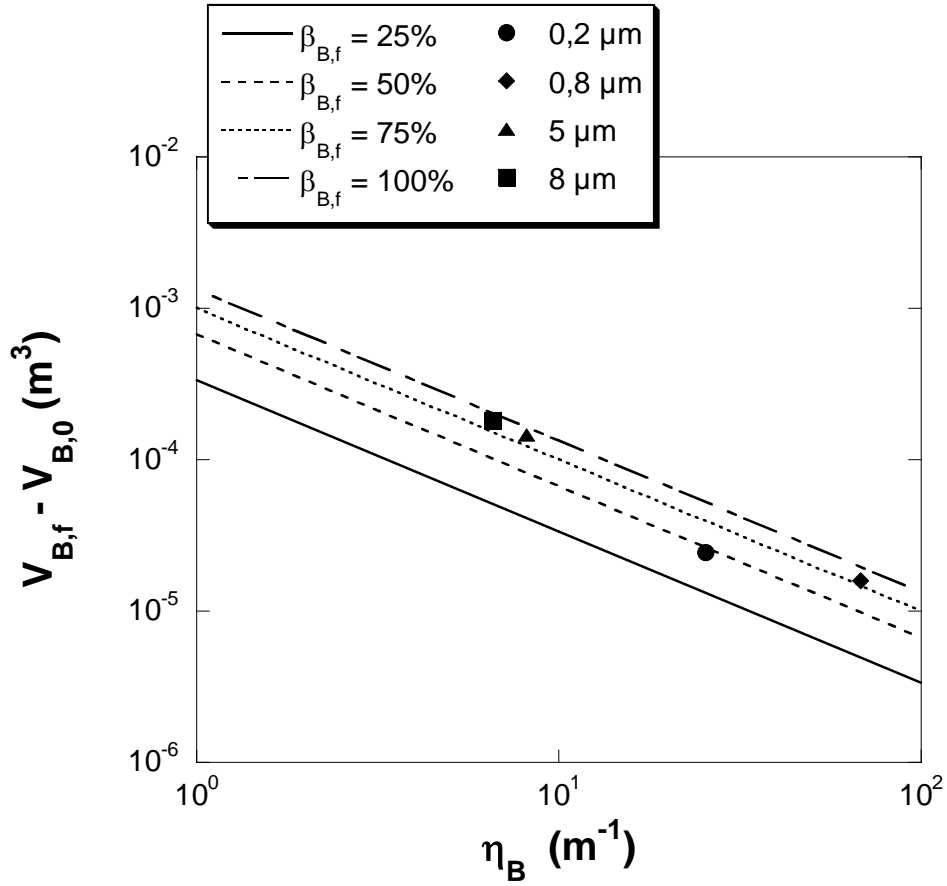 β_B,f = 25% 0,2 µm
β_B,f = 50% 0,8 µm
β_B,f = 75% 5 µm
β_B,f = 100% 8 µm
10^-2
10^-3
10^-4
10^-5
10^-6
V_B,f - V_B,0 (m^3)
10^0 10^1 10^2
η_B (m^-1)